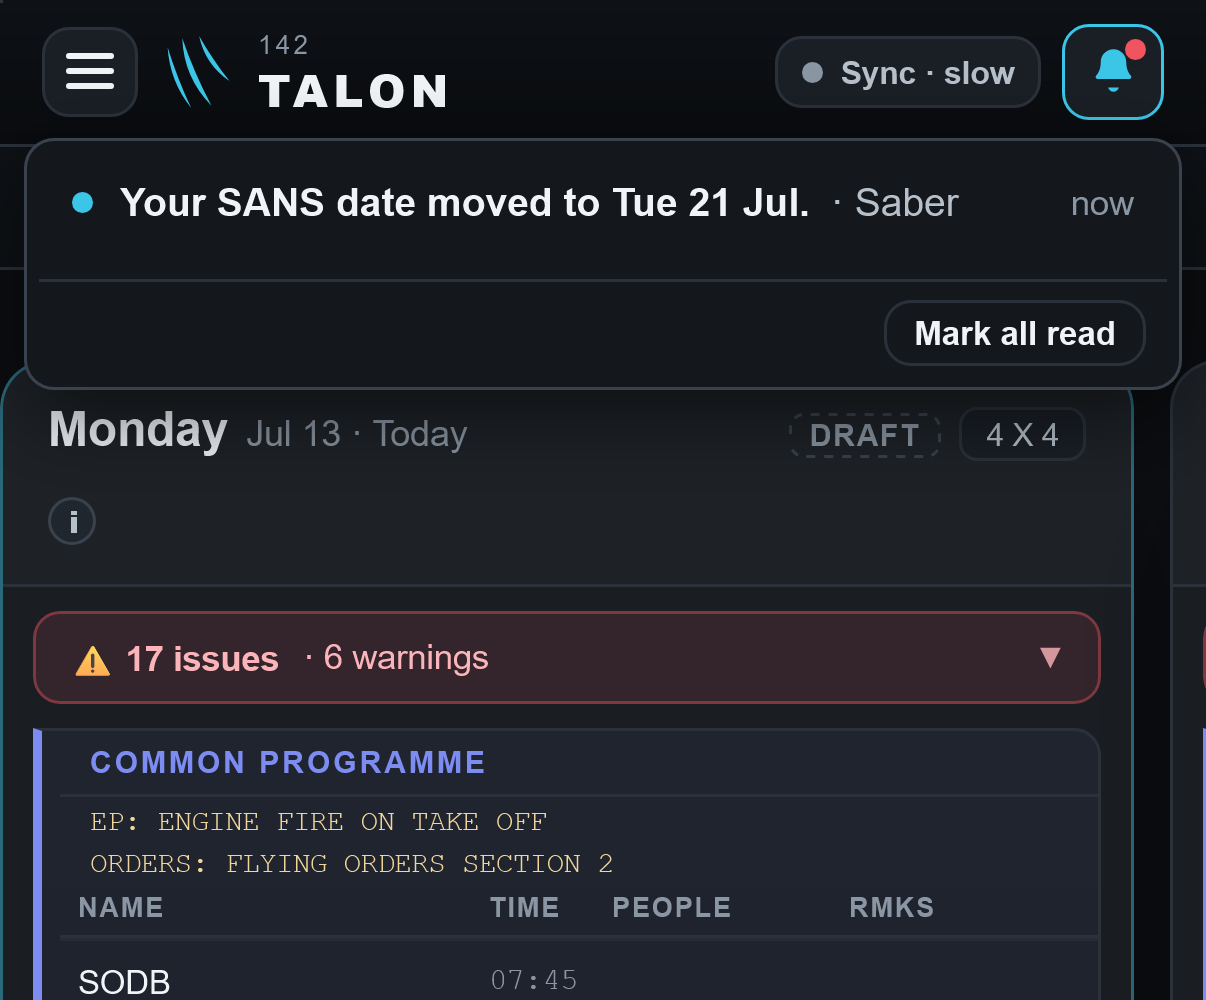 142
TALON
Sync · slow
Your SANS date moved to Tue 21 Jul. · Saber now
Mark all read
Monday Jul 13 · Today DRAFT 4 X 4
i
17 issues · 6 warnings ▼
COMMON PROGRAMME
EP: ENGINE FIRE ON TAKE OFF
ORDERS: FLYING ORDERS SECTION 2
NAME TIME PEOPLE RMKS
SODB 07:45